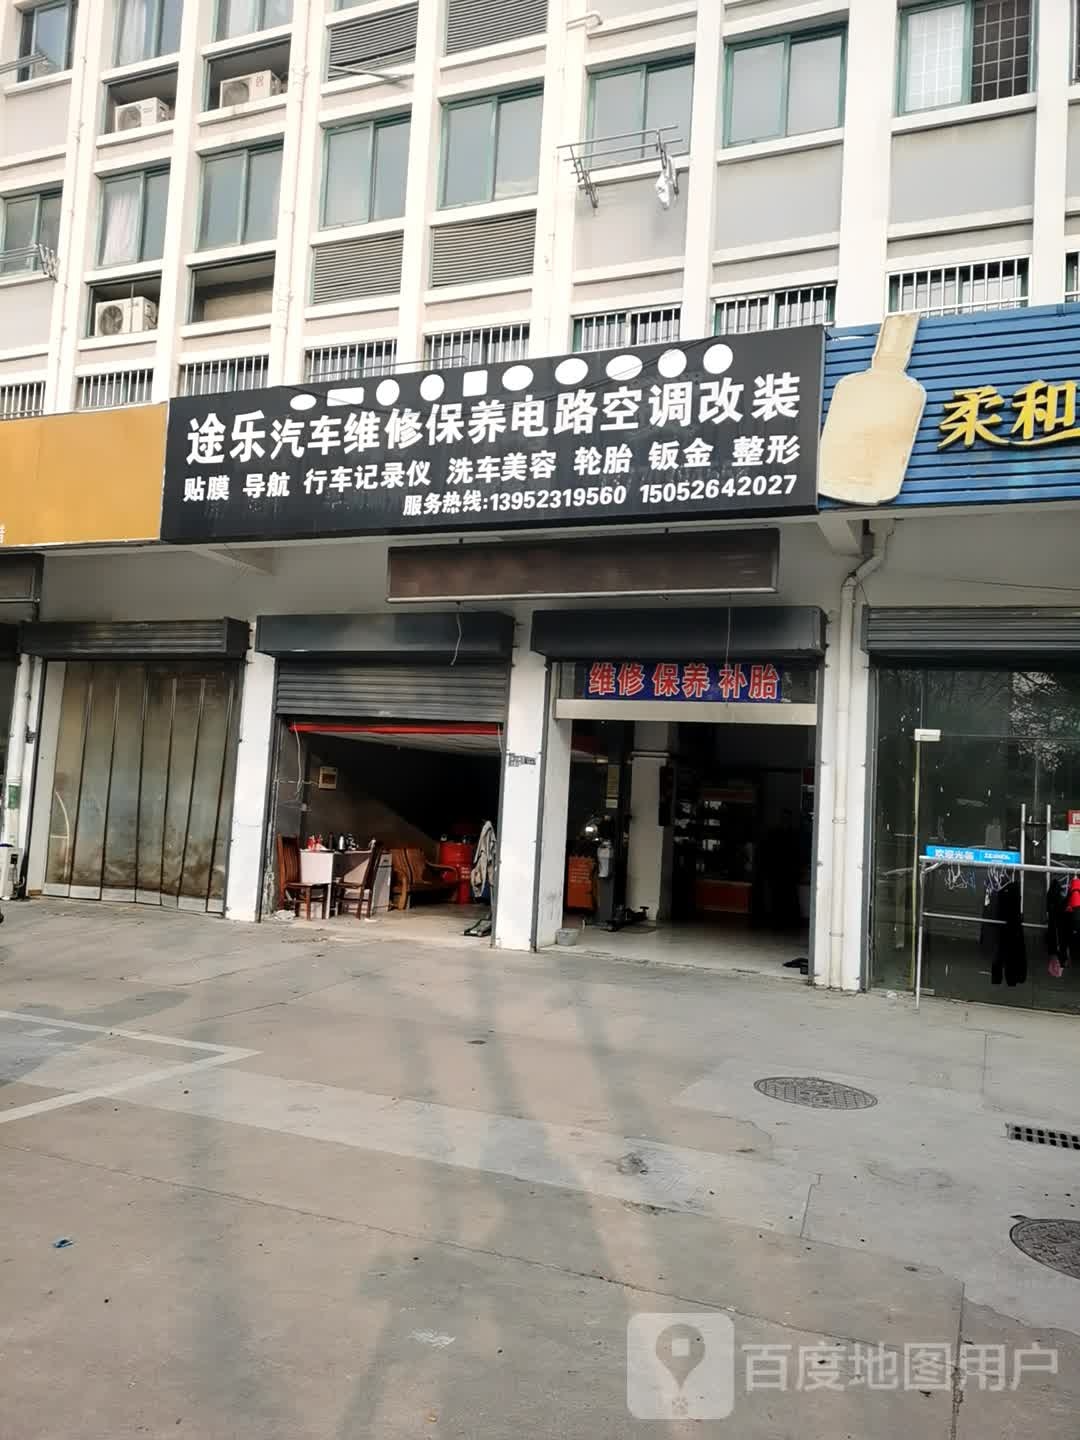 途乐汽车维修保养电路空调改装
贴膜 导航 行车记录仪 洗车美容 轮胎 钣金 整形
服务热线:13952319560 15052642027
柔和
维修 保养 补胎
欢迎光临
百度地图用户